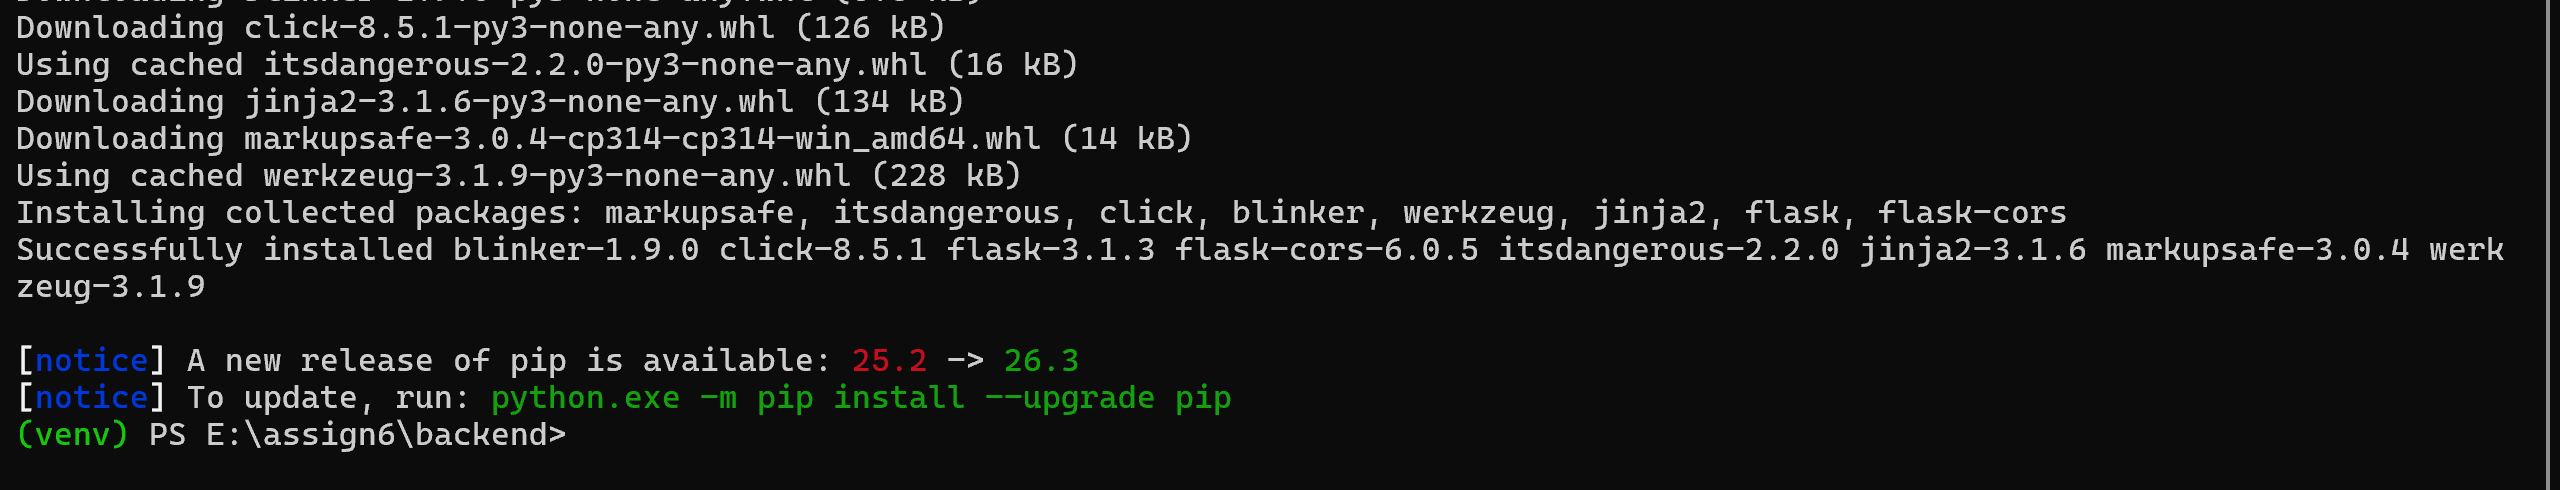 Downloading click-8.5.1-py3-none-any.whl (126 kB)
Using cached itsdangerous-2.2.0-py3-none-any.whl (16 kB)
Downloading jinja2-3.1.6-py3-none-any.whl (134 kB)
Downloading markupsafe-3.0.4-cp314-cp314-win_amd64.whl (14 kB)
Using cached werkzeug-3.1.9-py3-none-any.whl (228 kB)
Installing collected packages: markupsafe, itsdangerous, click, blinker, werkzeug, jinja2, flask, flask-cors
Successfully installed blinker-1.9.0 click-8.5.1 flask-3.1.3 flask-cors-6.0.5 itsdangerous-2.2.0 jinja2-3.1.6 markupsafe-3.0.4 werk
zeug-3.1.9
[notice] A new release of pip is available: 25.2 -> 26.3
[notice] To update, run: python.exe -m pip install --upgrade pip
(venv) PS E:\assign6\backend>